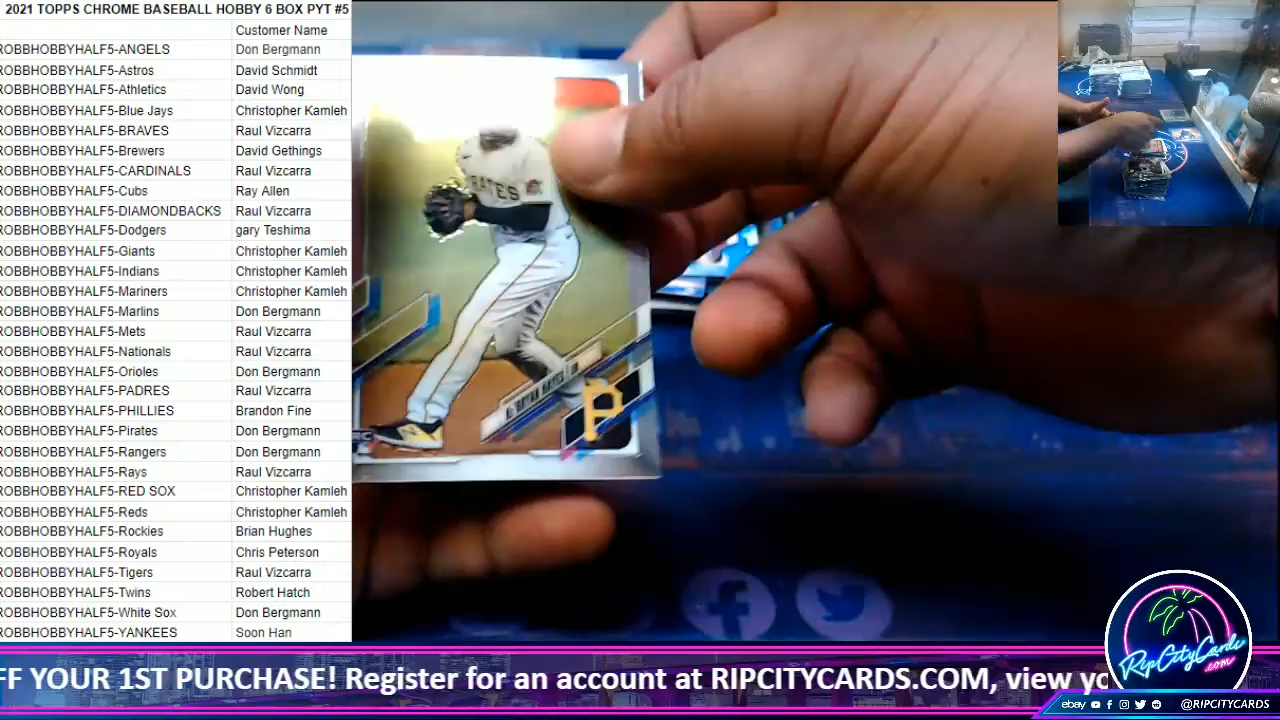 2021 TOPPS CHROME BASEBALL HOBBY 6 BOX PYT #5
Customer Name
ROBBHOBBYHALF5-ANGELS Don Bergmann
ROBBHOBBYHALF5-Astros David Schmidt
ROBBHOBBYHALF5-Athletics David Wong
ROBBHOBBYHALF5-Blue Jays Christopher Kamleh
ROBBHOBBYHALF5-BRAVES Raul Vizcarra
ROBBHOBBYHALF5-Brewers David Gethings
ROBBHOBBYHALF5-CARDINALS Raul Vizcarra
ROBBHOBBYHALF5-Cubs Ray Allen
ROBBHOBBYHALF5-DIAMONDBACKS Raul Vizcarra
ROBBHOBBYHALF5-Dodgers gary Teshima
ROBBHOBBYHALF5-Giants Christopher Kamleh
ROBBHOBBYHALF5-Indians Christopher Kamleh
ROBBHOBBYHALF5-Mariners Christopher Kamleh
ROBBHOBBYHALF5-Marlins Don Bergmann
ROBBHOBBYHALF5-Mets Raul Vizcarra
ROBBHOBBYHALF5-Nationals Raul Vizcarra
ROBBHOBBYHALF5-Orioles Don Bergmann
ROBBHOBBYHALF5-PADRES Raul Vizcarra
ROBBHOBBYHALF5-PHILLIES Brandon Fine
ROBBHOBBYHALF5-Pirates Don Bergmann
ROBBHOBBYHALF5-Rangers Don Bergmann
ROBBHOBBYHALF5-Rays Raul Vizcarra
ROBBHOBBYHALF5-RED SOX Christopher Kamleh
ROBBHOBBYHALF5-Reds Christopher Kamleh
ROBBHOBBYHALF5-Rockies Brian Hughes
ROBBHOBBYHALF5-Royals Chris Peterson
ROBBHOBBYHALF5-Tigers Raul Vizcarra
ROBBHOBBYHALF5-Twins Robert Hatch
ROBBHOBBYHALF5-White Sox Don Bergmann
ROBBHOBBYHALF5-YANKEES Soon Han
RATES
P
FF YOUR 1ST PURCHASE! Register for an account at RIPCITYCARDS.COM, view yo
RipCityCards
.com
ebay @RIPCITYCARDS